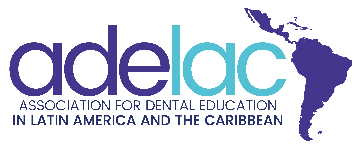 adelac
ASSOCIATION FOR DENTAL EDUCATION
IN LATIN AMERICA AND THE CARIBBEAN